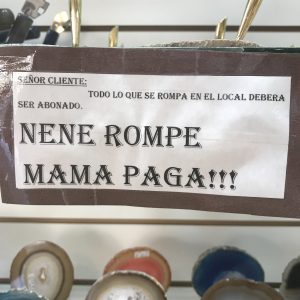 SEÑOR CLIENTE:
TODO LO QUE SE ROMPA EN EL LOCAL DEBERA
SER ABONADO.
NENE ROMPE
MAMA PAGA!!!